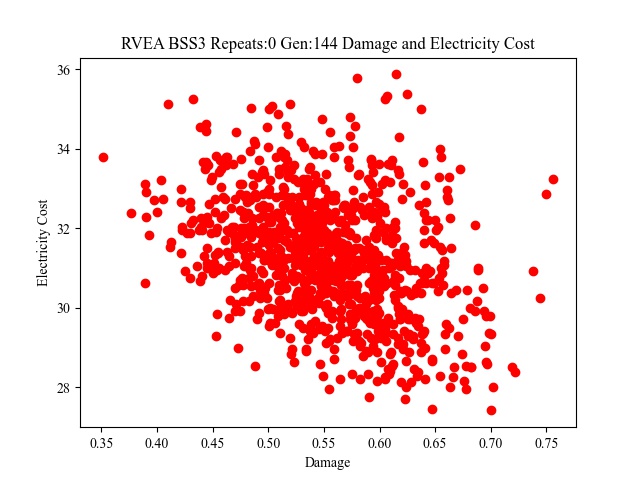 RVEA BSS3 Repeats:0 Gen:144 Damage and Electricity Cost
36
34
32
30
28
Electricity Cost
0.35 0.40 0.45 0.50 0.55 0.60 0.65 0.70 0.75
Damage